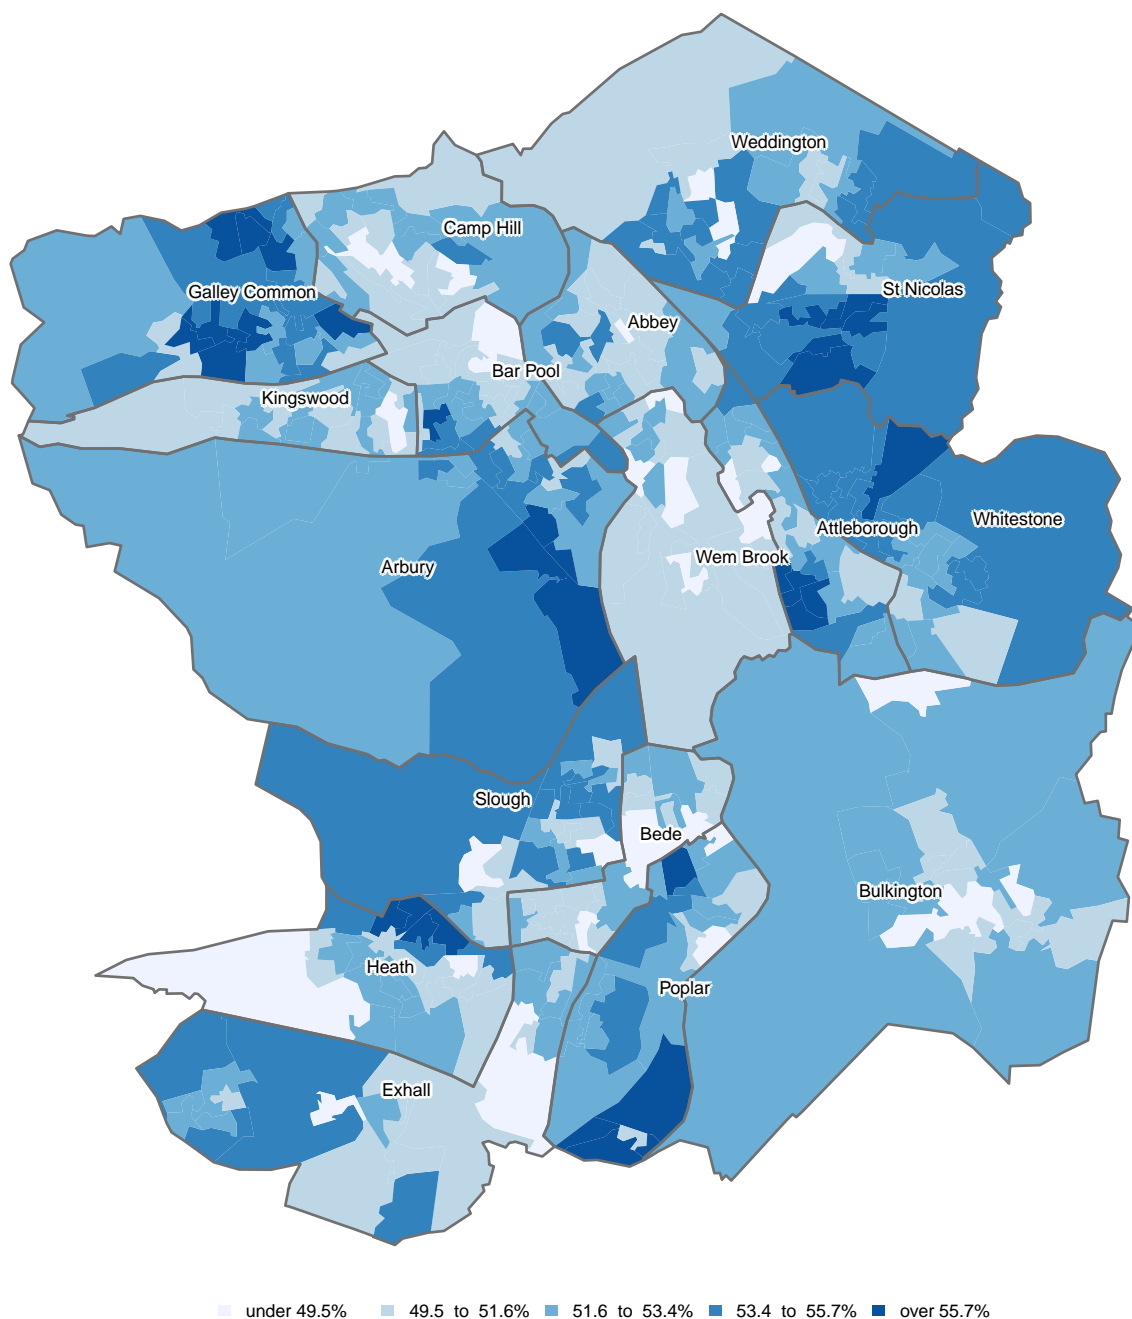 Weddington
Camp Hill
St Nicolas
Galley Common
Abbey
Bar Pool
Kingswood
Whitestone
Attleborough
Wem Brook
Arbury
Slough
Bede
Bulkington
Heath
Poplar
Exhall
under 49.5% 49.5 to 51.6% 51.6 to 53.4% 53.4 to 55.7% over 55.7%